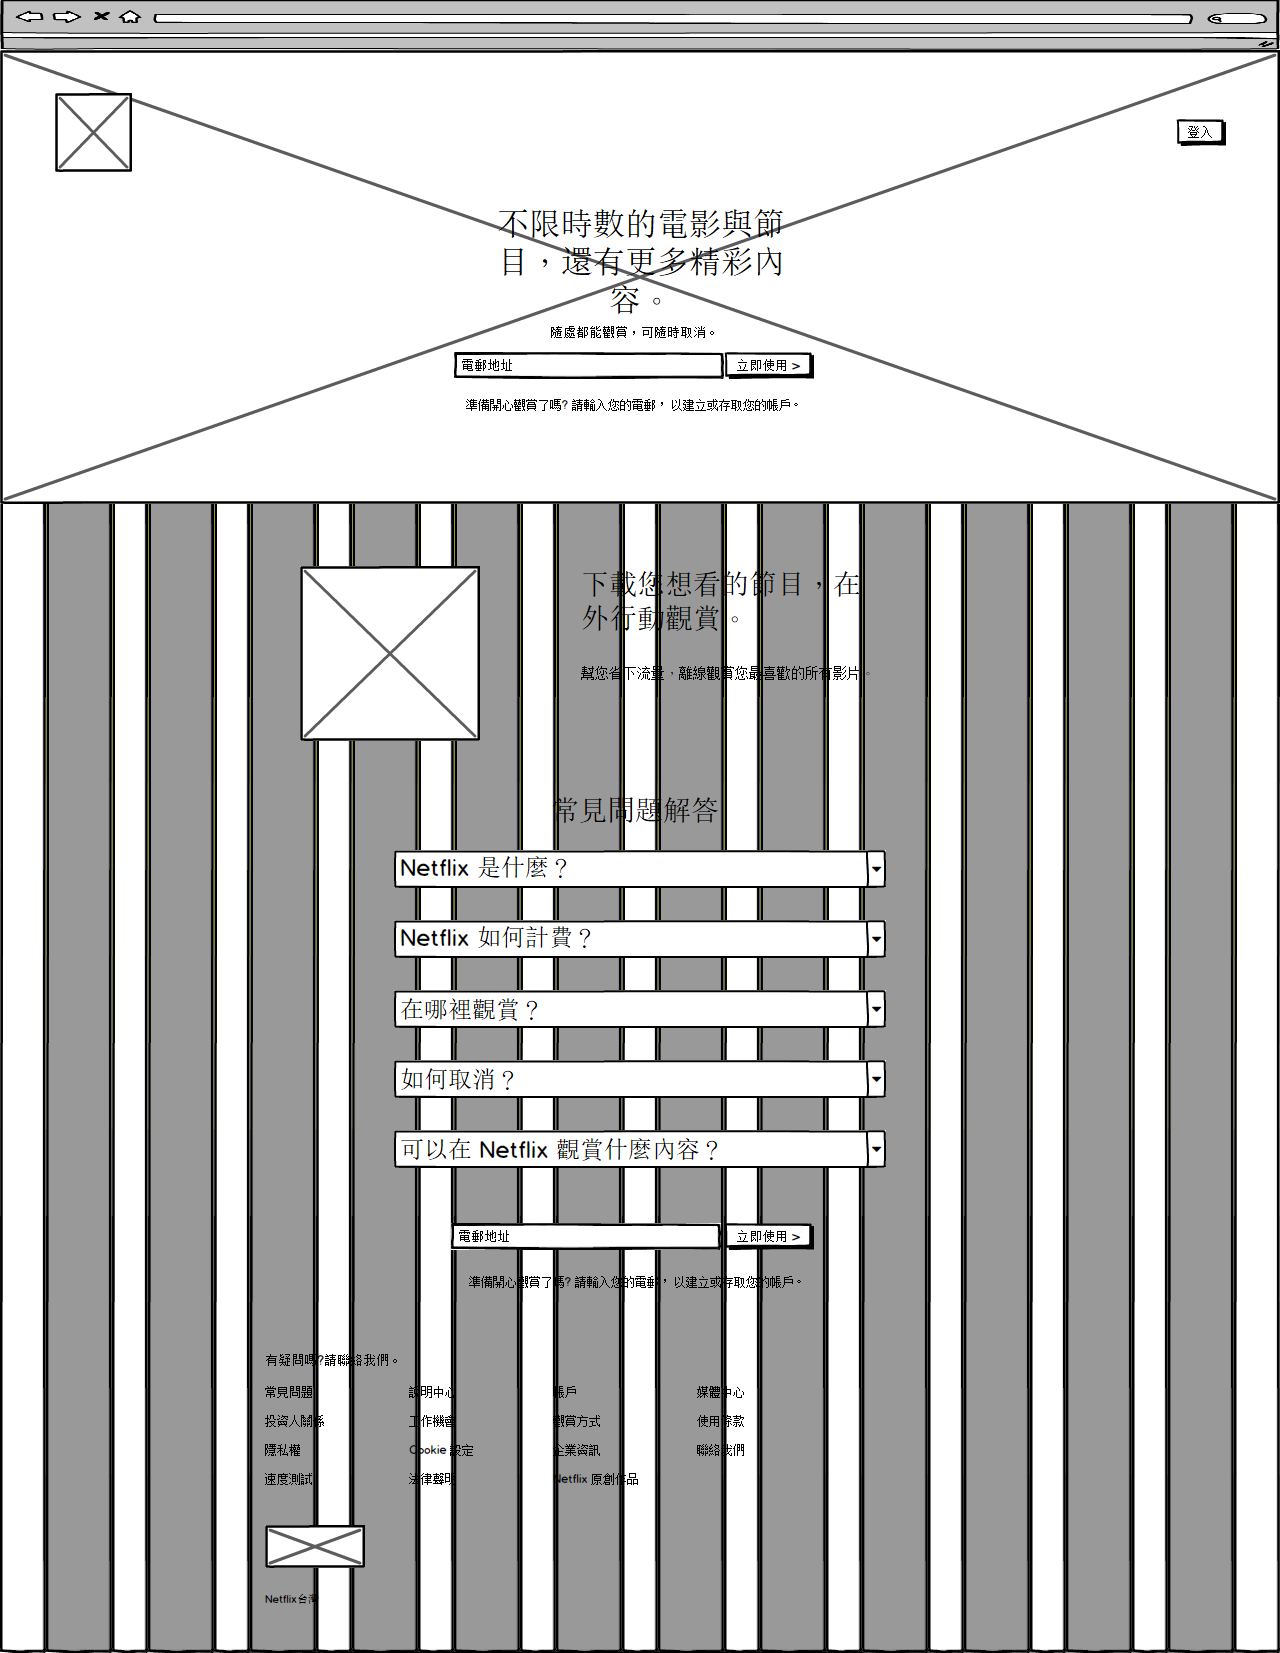 登入
不限時數的電影與節
目，還有更多精彩內
容。
隨處都能觀賞，可隨時取消。
電郵地址
立即使用 >
準備開心觀賞了嗎? 請輸入您的電郵， 以建立或存取您的帳戶。
下載您想看的節目，在
外行動觀賞。
幫您省下流量，離線觀賞您最喜歡的所有影片。
常見問題解答
Netflix 是什麼？
Netflix 如何計費？
在哪裡觀賞？
如何取消？
可以在 Netflix 觀賞什麼內容？
電郵地址
立即使用 >
準備開心觀賞了嗎? 請輸入您的電郵， 以建立或存取您的帳戶。
有疑問嗎?請聯絡我們。
常見問題 說明中心 帳戶 媒體中心
投資人關係 工作機會 觀賞方式 使用條款
隱私權 Cookie 設定 企業資訊 聯絡我們
速度測試 法律聲明 Netflix 原創作品
Netflix台灣